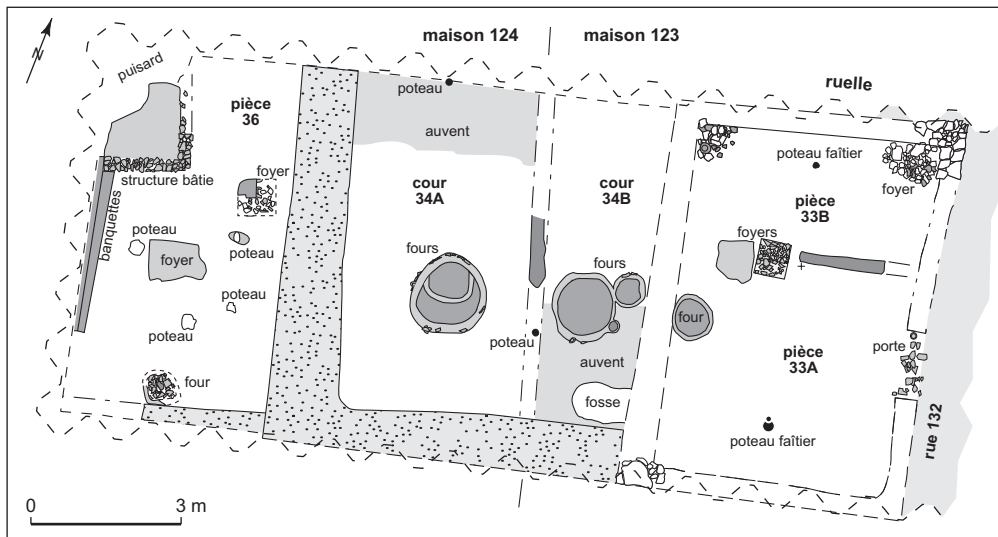 maison 124
maison 123
N
puisard
ruelle
pièce
36
poteau
auvent
poteau faîtier
structure bâtie
foyer
foyer
cour
34A
cour
34B
pièce
33B
banquettes
poteau
foyer
poteau
fours
fours
foyers
poteau
poteau
poteau
four
porte
auvent
pièce
33A
four
fosse
poteau faîtier
rue 132
0
3 m